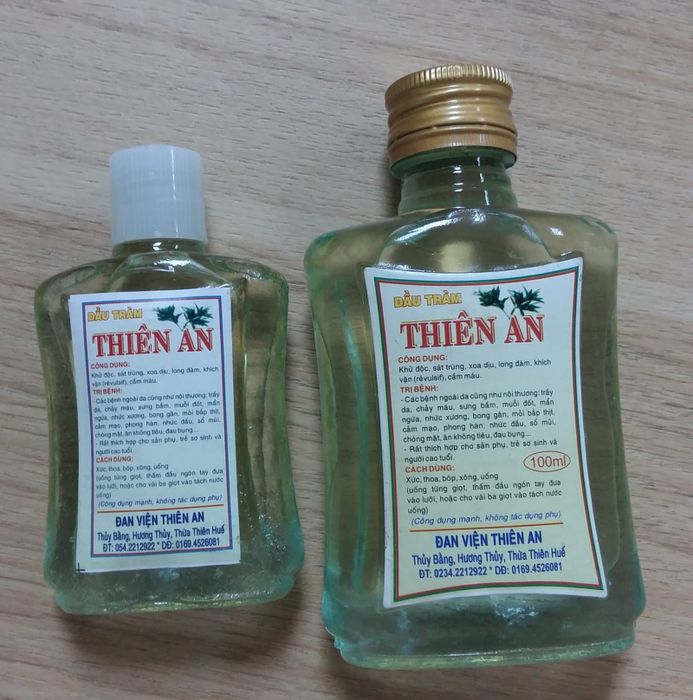 DẦU TRÀM
THIÊN AN
CÔNG DỤNG:
Khử độc, sát trùng, xoa dịu, long đàm, khích
vận (révulsif), cầm máu.
TRỊ BỆNH:
- Các bệnh ngoài da cũng như nội thương: trầy
da, chảy máu, sưng bầm, muỗi đốt, mẩn
ngứa, nhức xương, bong gân, mỏi bắp thịt,
cảm mạo, phong hàn, nhức đầu, sổ mũi,
chóng mặt, ăn không tiêu, đau bụng...
- Rất thích hợp cho sản phụ, trẻ sơ sinh và
người cao tuổi.
CÁCH DÙNG:
Xức, thoa, bóp, xông, uống
(uống từng giọt, thấm đầu ngón tay đưa
vào lưỡi, hoặc cho vài ba giọt vào tách nước
uống)
(Công dụng mạnh, không tác dụng phụ)
ĐAN VIỆN THIÊN AN
Thủy Bằng, Hương Thủy, Thừa Thiên Huế
ĐT: 054.2212922 * DĐ: 0169.4526081
DẦU TRÀM
THIÊN AN
CÔNG DỤNG:
Khử độc, sát trùng, xoa dịu, long đàm, khích
vận (révulsif), cầm máu.
TRỊ BỆNH:
- Các bệnh ngoài da cũng như nội thương: trầy
da, chảy máu, sưng bầm, muỗi đốt, mẩn
ngứa, nhức xương, bong gân, mỏi bắp thịt,
cảm mạo, phong hàn, nhức đầu, sổ mũi,
chóng mặt, ăn không tiêu, đau bụng...
- Rất thích hợp cho sản phụ, trẻ sơ sinh và
người cao tuổi.
100ml
CÁCH DÙNG:
Xức, thoa, bóp, xông, uống
(uống từng giọt, thấm đầu ngón tay đưa
vào lưỡi, hoặc cho vài ba giọt vào tách nước
uống)
(Công dụng mạnh, không tác dụng phụ)
ĐAN VIỆN THIÊN AN
Thủy Bằng, Hương Thủy, Thừa Thiên Huế
ĐT: 0234.2212922 * DĐ: 0169.4526081